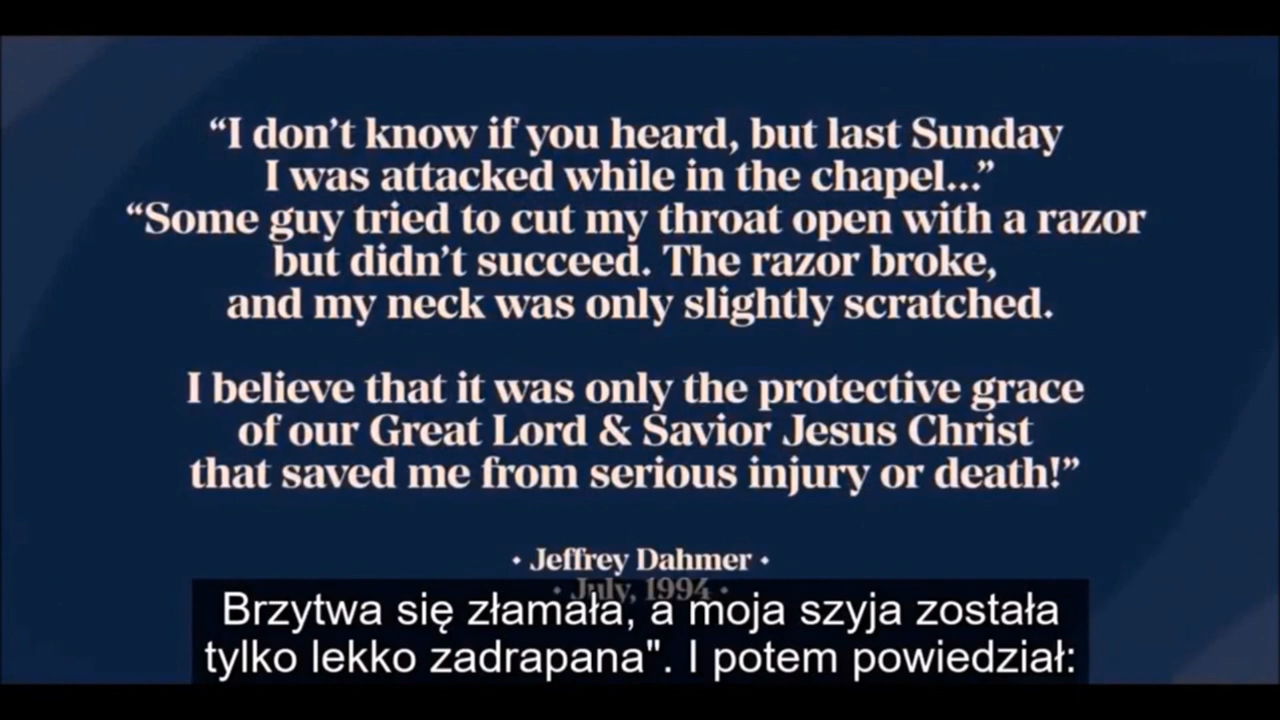 “I don’t know if you heard, but last Sunday
I was attacked while in the chapel...”
“Some guy tried to cut my throat open with a razor
but didn’t succeed. The razor broke,
and my neck was only slightly scratched.
I believe that it was only the protective grace
of our Great Lord & Savior Jesus Christ
that saved me from serious injury or death!”
• Jeffrey Dahmer •
• July, 1994 •
Brzytwa się złamała, a moja szyja została
tylko lekko zadrapana". I potem powiedział: